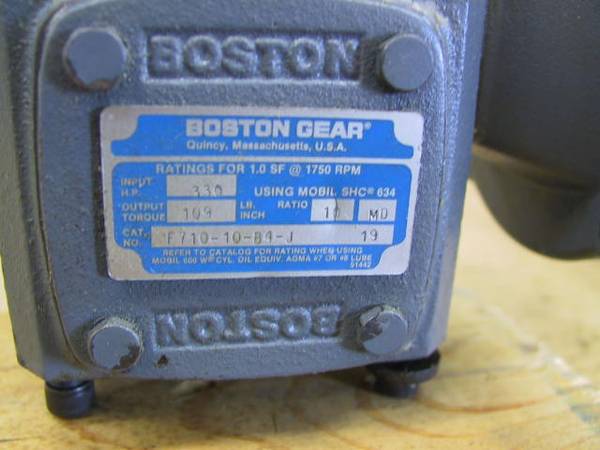 BOSTON
BOSTON GEAR®
Quincy, Massachusetts, U.S.A.
RATINGS FOR 1.0 SF @ 1750 RPM
INPUT H.P. .330 USING MOBIL SHC® 634
OUTPUT TORQUE 109 LB. INCH RATIO 10 MD
CAT. NO. F710-10-B4-J 19
REFER TO CATALOG FOR RATING WHEN USING
MOBIL 600 W® CYL. OIL EQUIV. AGMA #7 OR #8 LUBE
91442
BOSTON